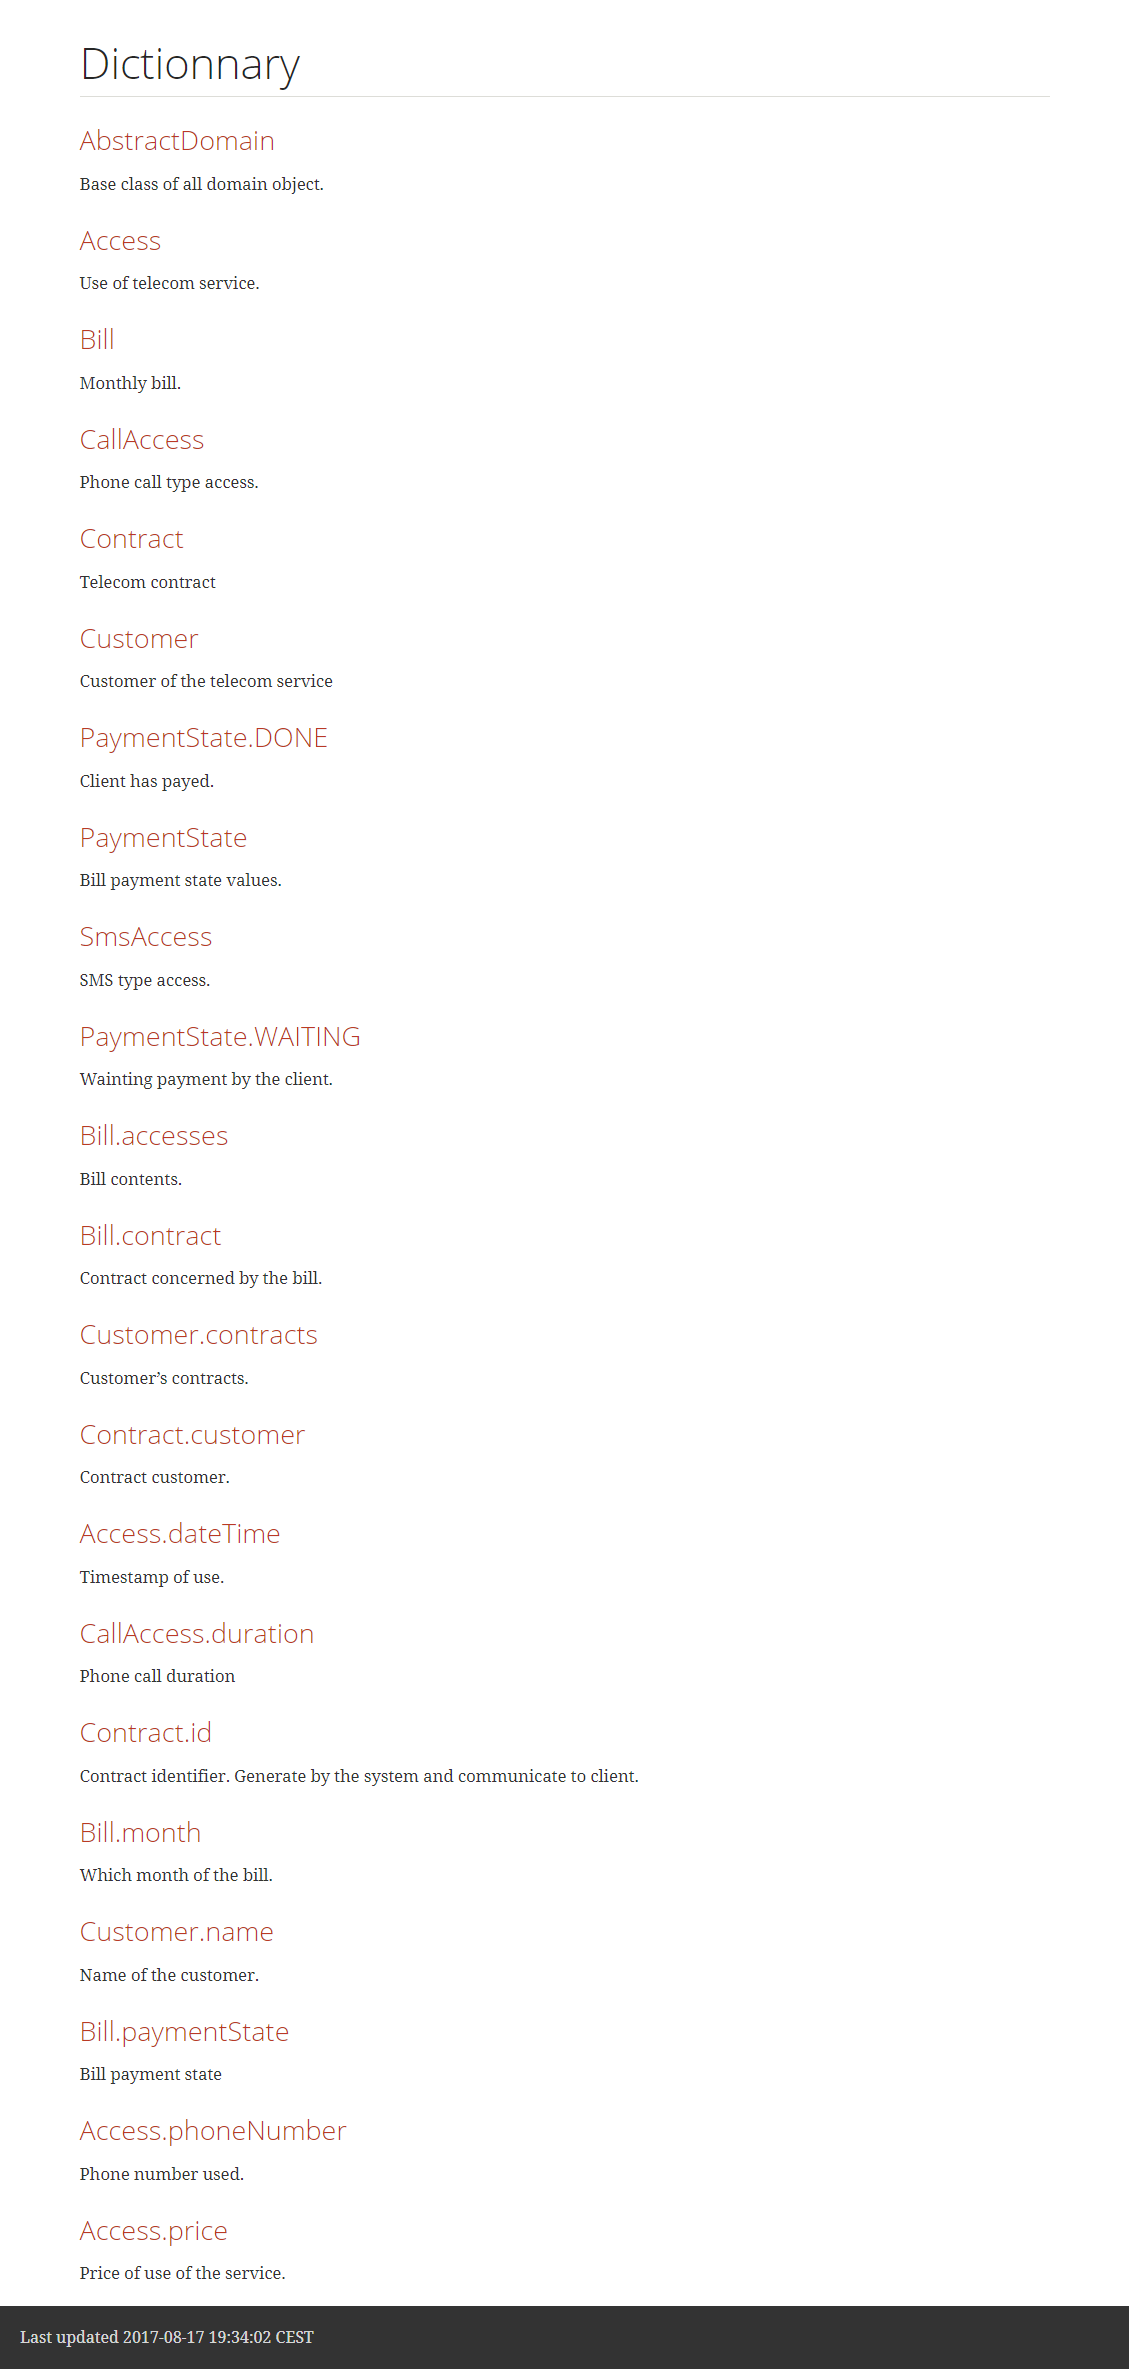 Dictionnary
AbstractDomain
Base class of all domain object.
Access
Use of telecom service.
Bill
Monthly bill.
CallAccess
Phone call type access.
Contract
Telecom contract
Customer
Customer of the telecom service
PaymentState.DONE
Client has payed.
PaymentState
Bill payment state values.
SmsAccess
SMS type access.
PaymentState.WAITING
Wainting payment by the client.
Bill.accesses
Bill contents.
Bill.contract
Contract concerned by the bill.
Customer.contracts
Customer’s contracts.
Contract.customer
Contract customer.
Access.dateTime
Timestamp of use.
CallAccess.duration
Phone call duration
Contract.id
Contract identifier. Generate by the system and communicate to client.
Bill.month
Which month of the bill.
Customer.name
Name of the customer.
Bill.paymentState
Bill payment state
Access.phoneNumber
Phone number used.
Access.price
Price of use of the service.
Last updated 2017-08-17 19:34:02 CEST